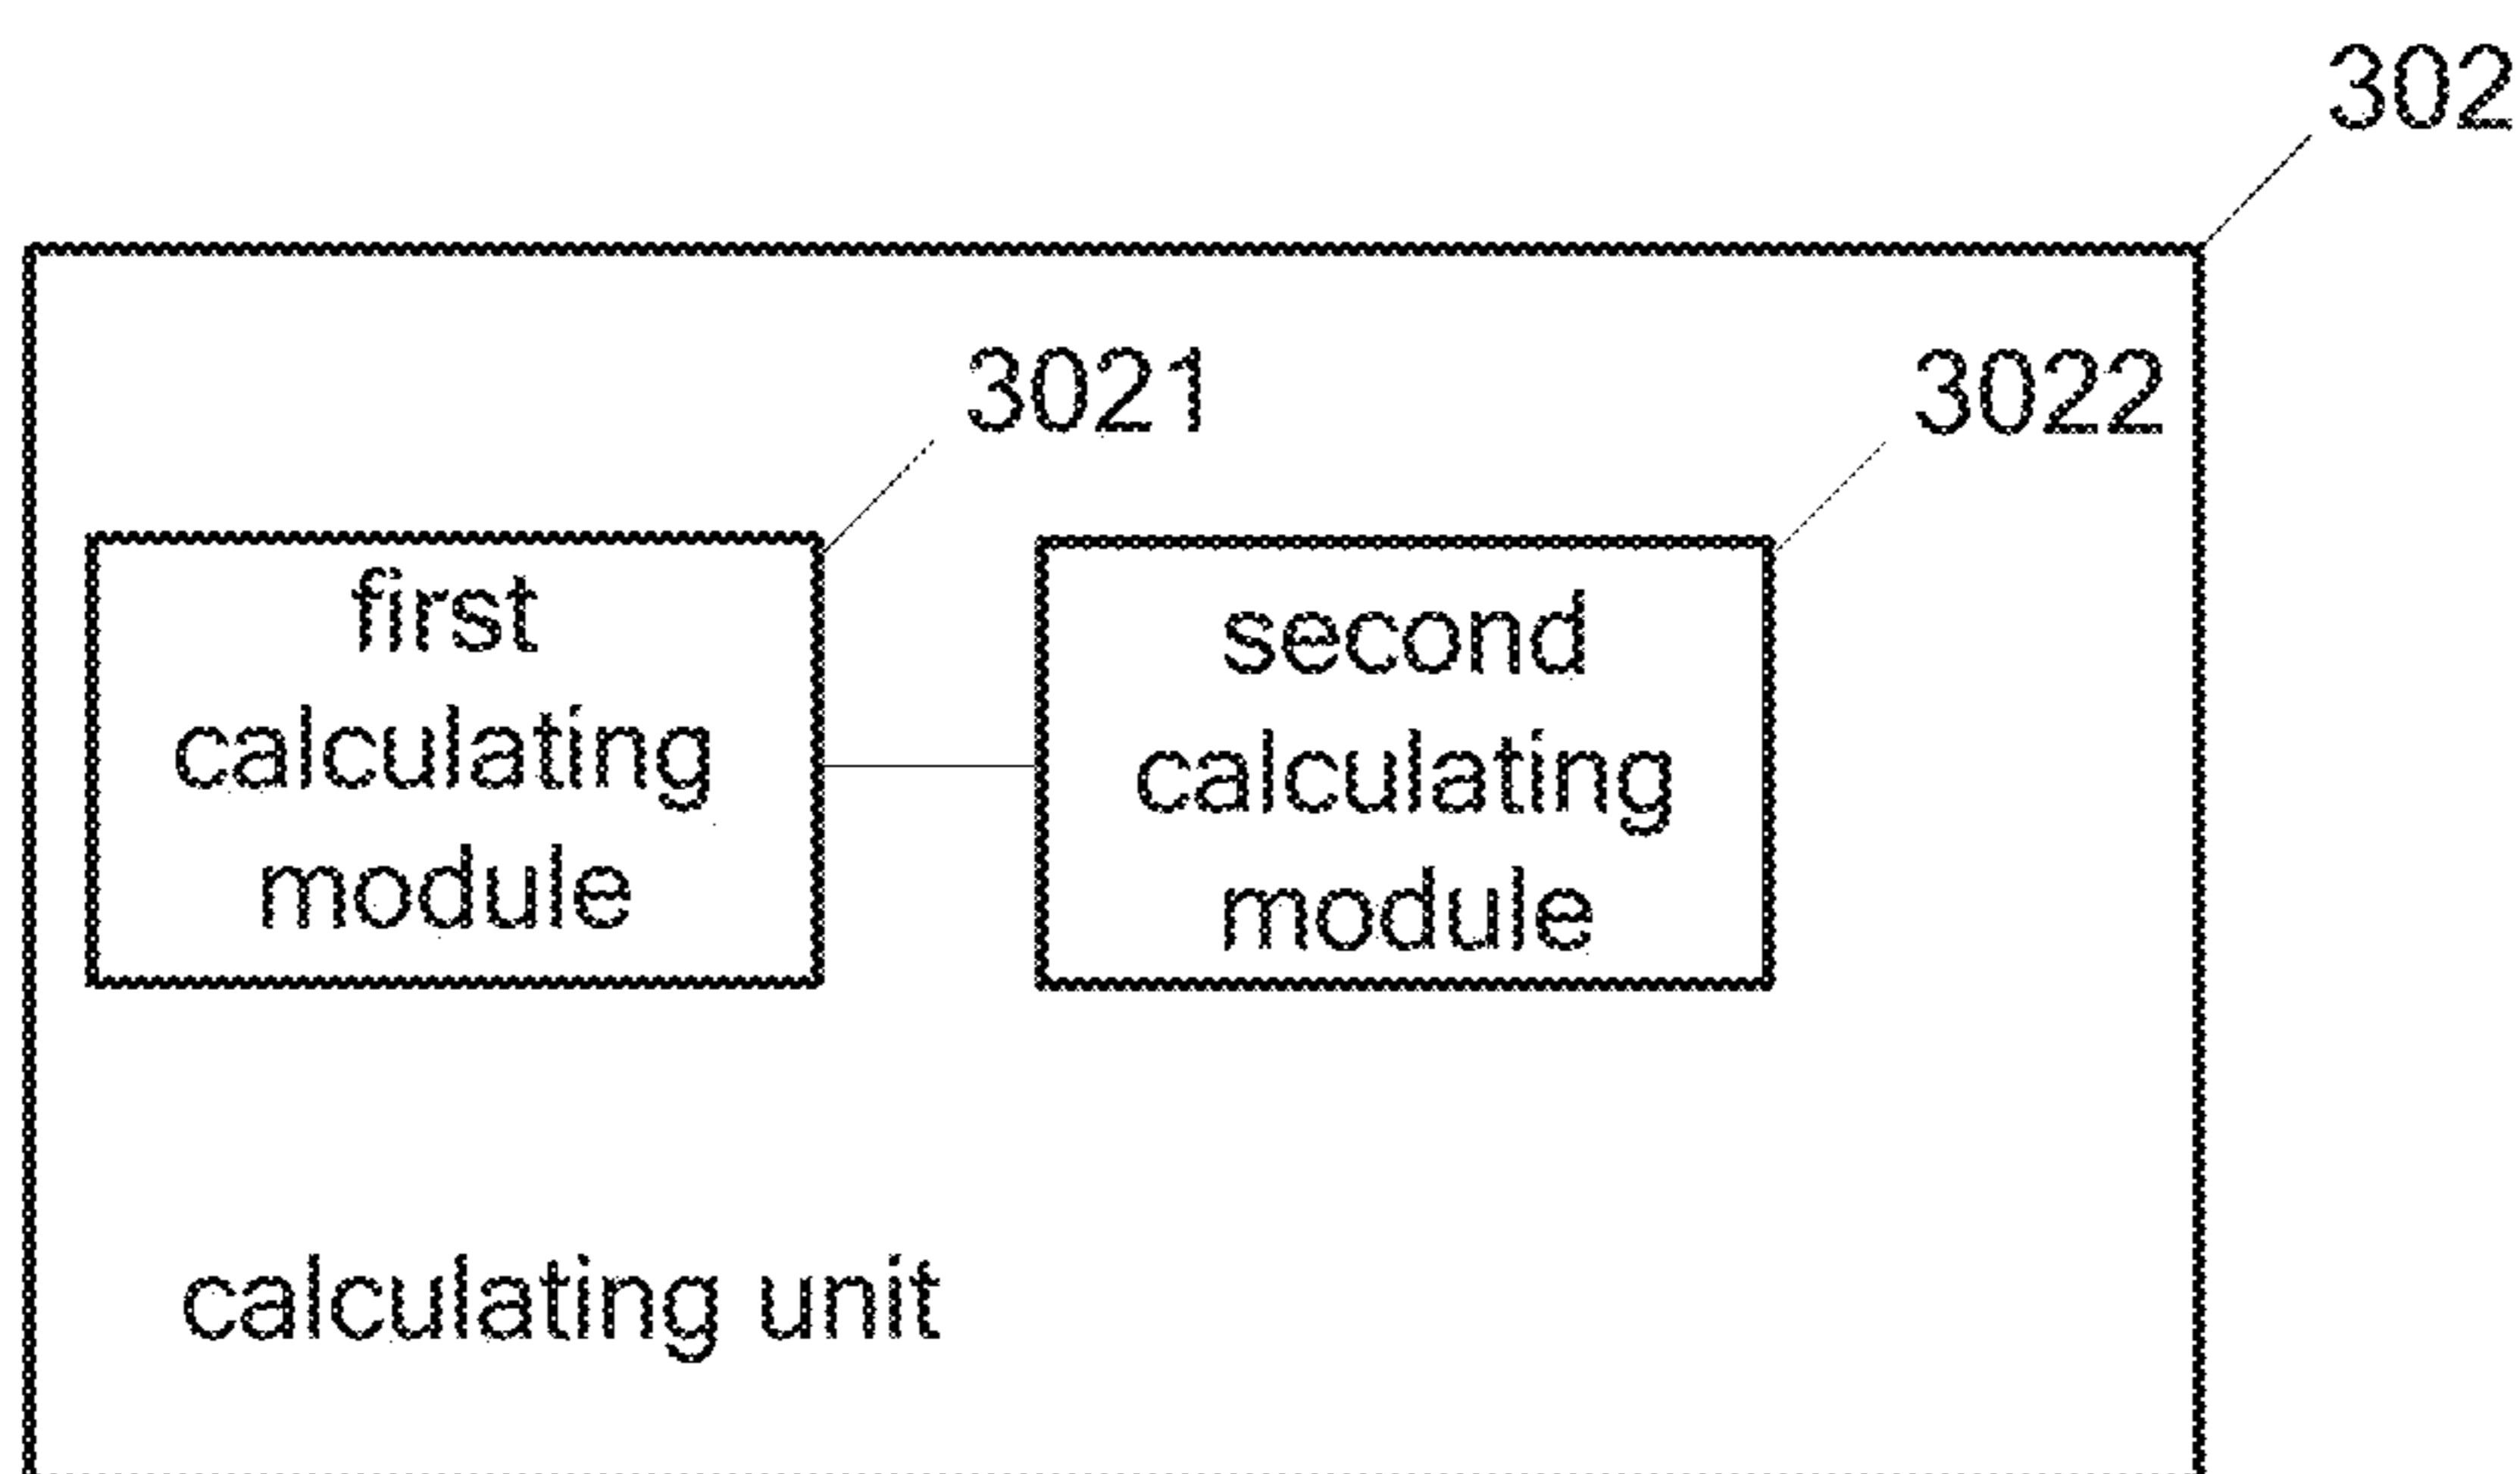 302
3021
3022
first
calculating
module
second
calculating
module
calculating unit